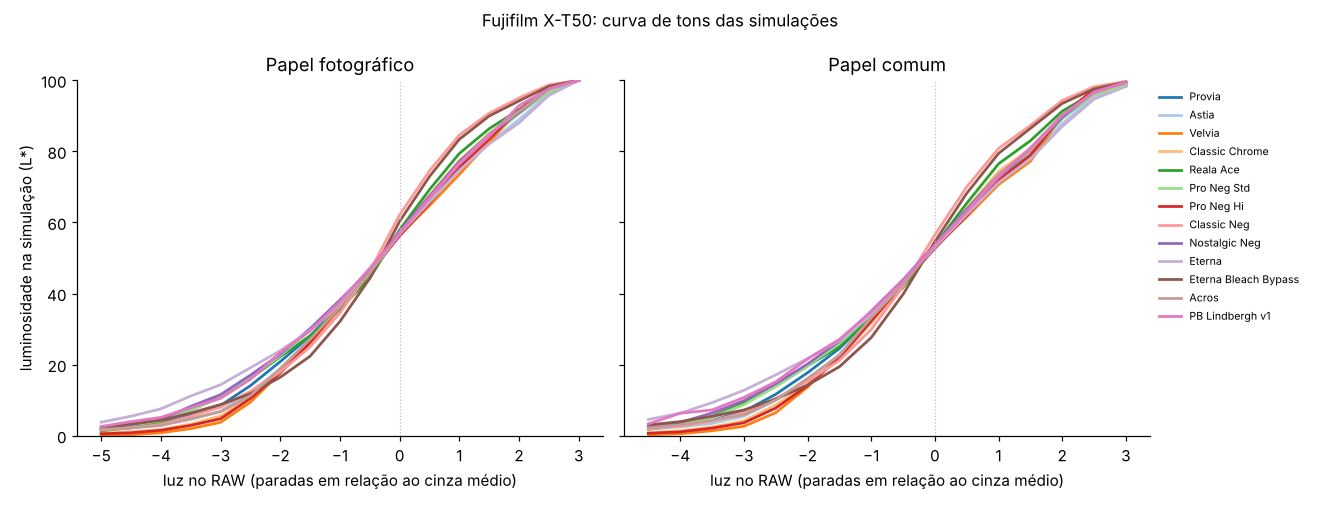 Fujifilm X-T50: curva de tons das simulações
Papel fotográfico
100
80
60
40
20
0
luminosidade na simulação (L*)
−5 −4 −3 −2 −1 0 1 2 3
luz no RAW (paradas em relação ao cinza médio)
Papel comum
−4 −3 −2 −1 0 1 2 3
luz no RAW (paradas em relação ao cinza médio)
Provia
Astia
Velvia
Classic Chrome
Reala Ace
Pro Neg Std
Pro Neg Hi
Classic Neg
Nostalgic Neg
Eterna
Eterna Bleach Bypass
Acros
PB Lindbergh v1